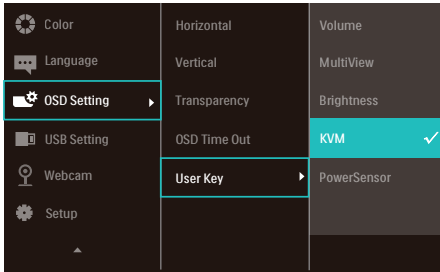 Color
Language
OSD Setting
USB Setting
Webcam
Setup
Horizontal
Vertical
Transparency
OSD Time Out
User Key
Volume
MultiView
Brightness
KVM
PowerSensor